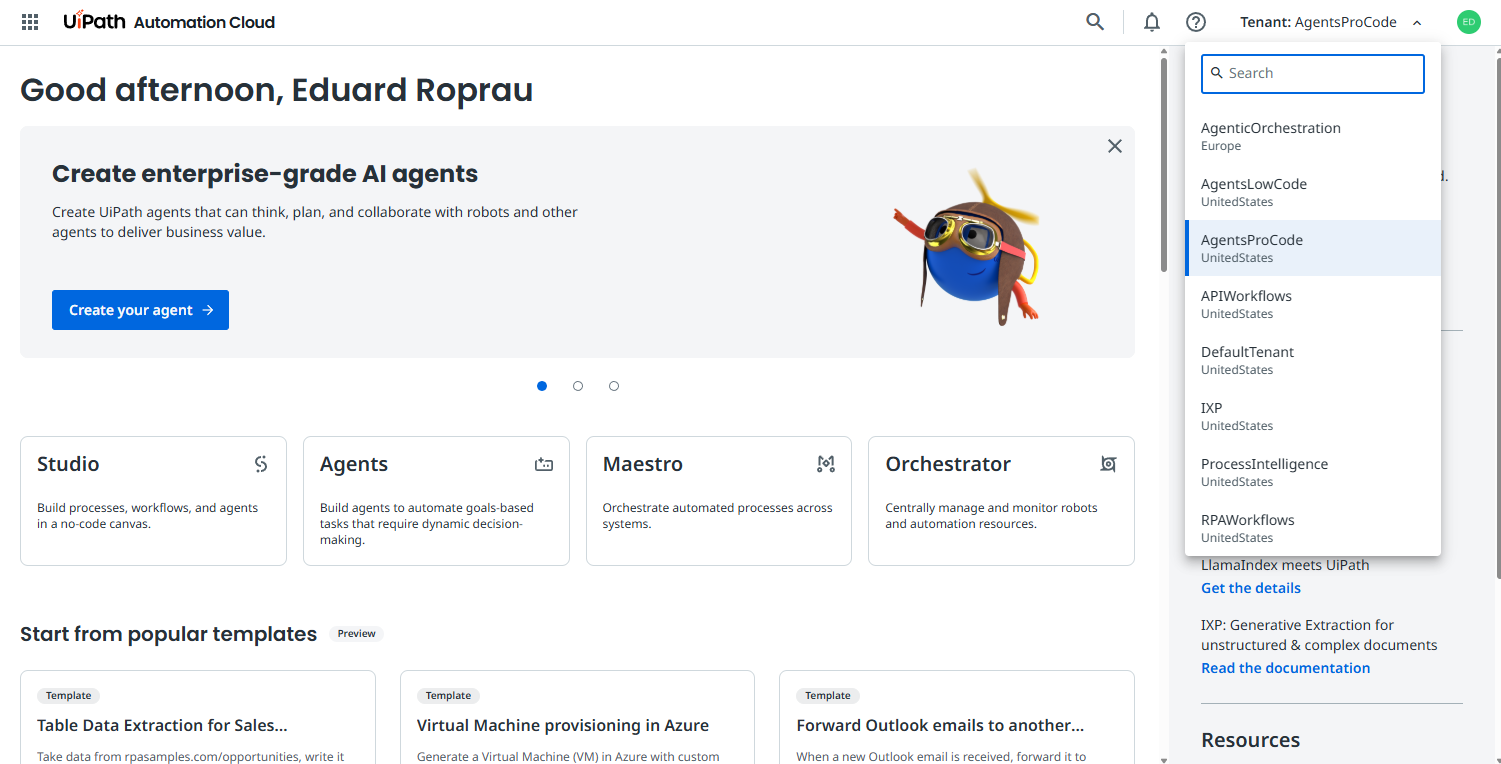 UiPath Automation Cloud
Tenant: AgentsProCode
ED
Good afternoon, Eduard Roprau
Create enterprise-grade AI agents
Create UiPath agents that can think, plan, and collaborate with robots and other
agents to deliver business value.
Create your agent →
Studio
Build processes, workflows, and agents
in a no-code canvas.
Agents
Build agents to automate goals-based
tasks that require dynamic decision-
making.
Maestro
Orchestrate automated processes across
systems.
Orchestrator
Centrally manage and monitor robots
and automation resources.
Start from popular templates
Preview
Template
Table Data Extraction for Sales...
Take data from rpasamples.com/opportunities, write it
Template
Virtual Machine provisioning in Azure
Generate a Virtual Machine (VM) in Azure with custom
Template
Forward Outlook emails to another...
When a new Outlook email is received, forward it to
Search
AgenticOrchestration
Europe
AgentsLowCode
UnitedStates
AgentsProCode
UnitedStates
APIWorkflows
UnitedStates
DefaultTenant
UnitedStates
IXP
UnitedStates
ProcessIntelligence
UnitedStates
RPAWorkflows
UnitedStates
LlamaIndex meets UiPath
Get the details
IXP: Generative Extraction for
unstructured & complex documents
Read the documentation
Resources